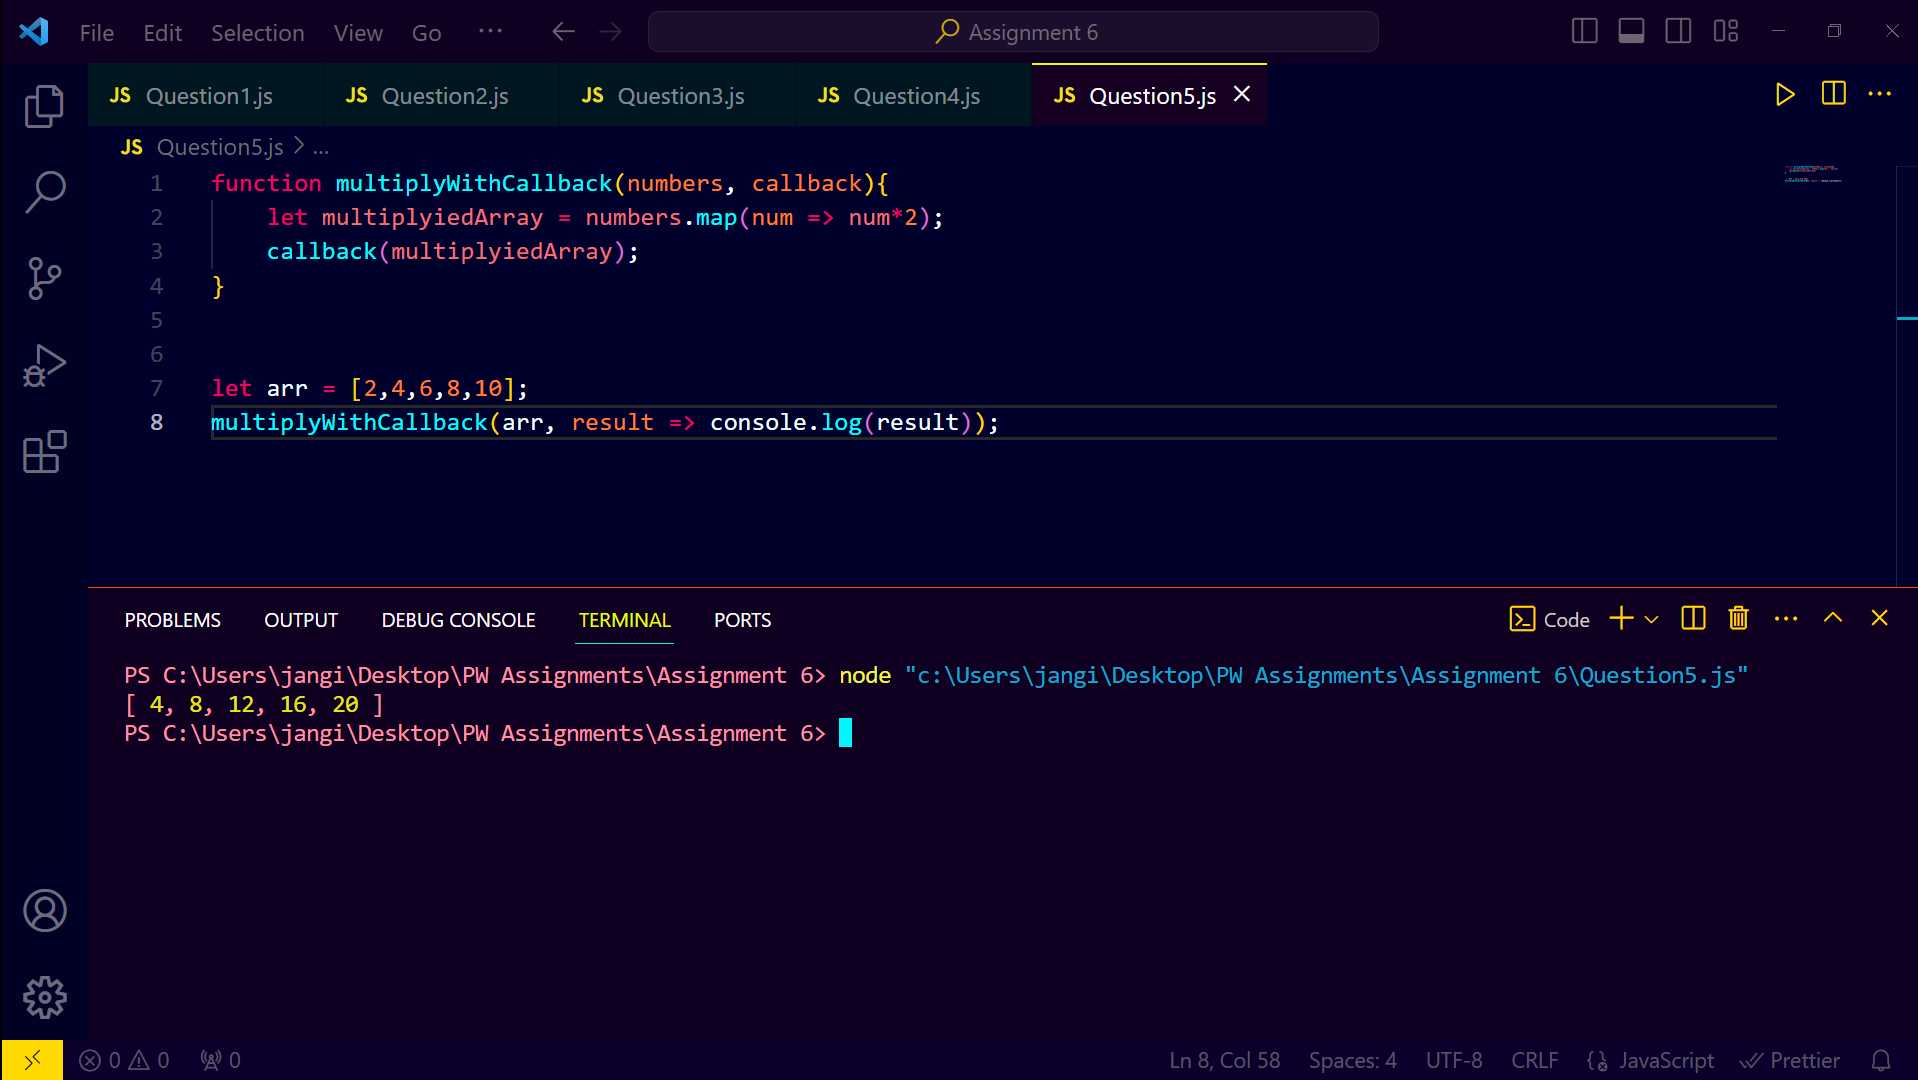 File Edit Selection View Go ··· Assignment 6
JS Question1.js JS Question2.js JS Question3.js JS Question4.js JS Question5.js
JS Question5.js > ...
1 function multiplyWithCallback(numbers, callback){
2     let multiplyiedArray = numbers.map(num => num*2);
3     callback(multiplyiedArray);
4 }
5
6
7 let arr = [2,4,6,8,10];
8 multiplyWithCallback(arr, result => console.log(result));
PROBLEMS OUTPUT DEBUG CONSOLE TERMINAL PORTS Code
PS C:\Users\jangi\Desktop\PW Assignments\Assignment 6> node "c:\Users\jangi\Desktop\PW Assignments\Assignment 6\Question5.js"
[ 4, 8, 12, 16, 20 ]
PS C:\Users\jangi\Desktop\PW Assignments\Assignment 6>
0 0 0 Ln 8, Col 58 Spaces: 4 UTF-8 CRLF JavaScript Prettier